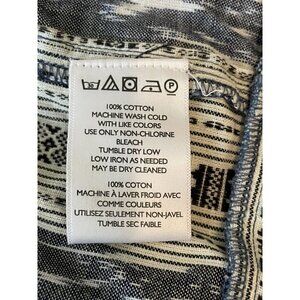 100% COTTON
MACHINE WASH COLD
WITH LIKE COLORS
USE ONLY NON-CHLORINE
BLEACH
TUMBLE DRY LOW
LOW IRON AS NEEDED
MAY BE DRY CLEANED
100% COTON
MACHINE À LAVER FROID AVEC
COMME COULEURS
UTILISEZ SEULEMENT NON-JAVEL
TUMBLE SEC FAIBLE